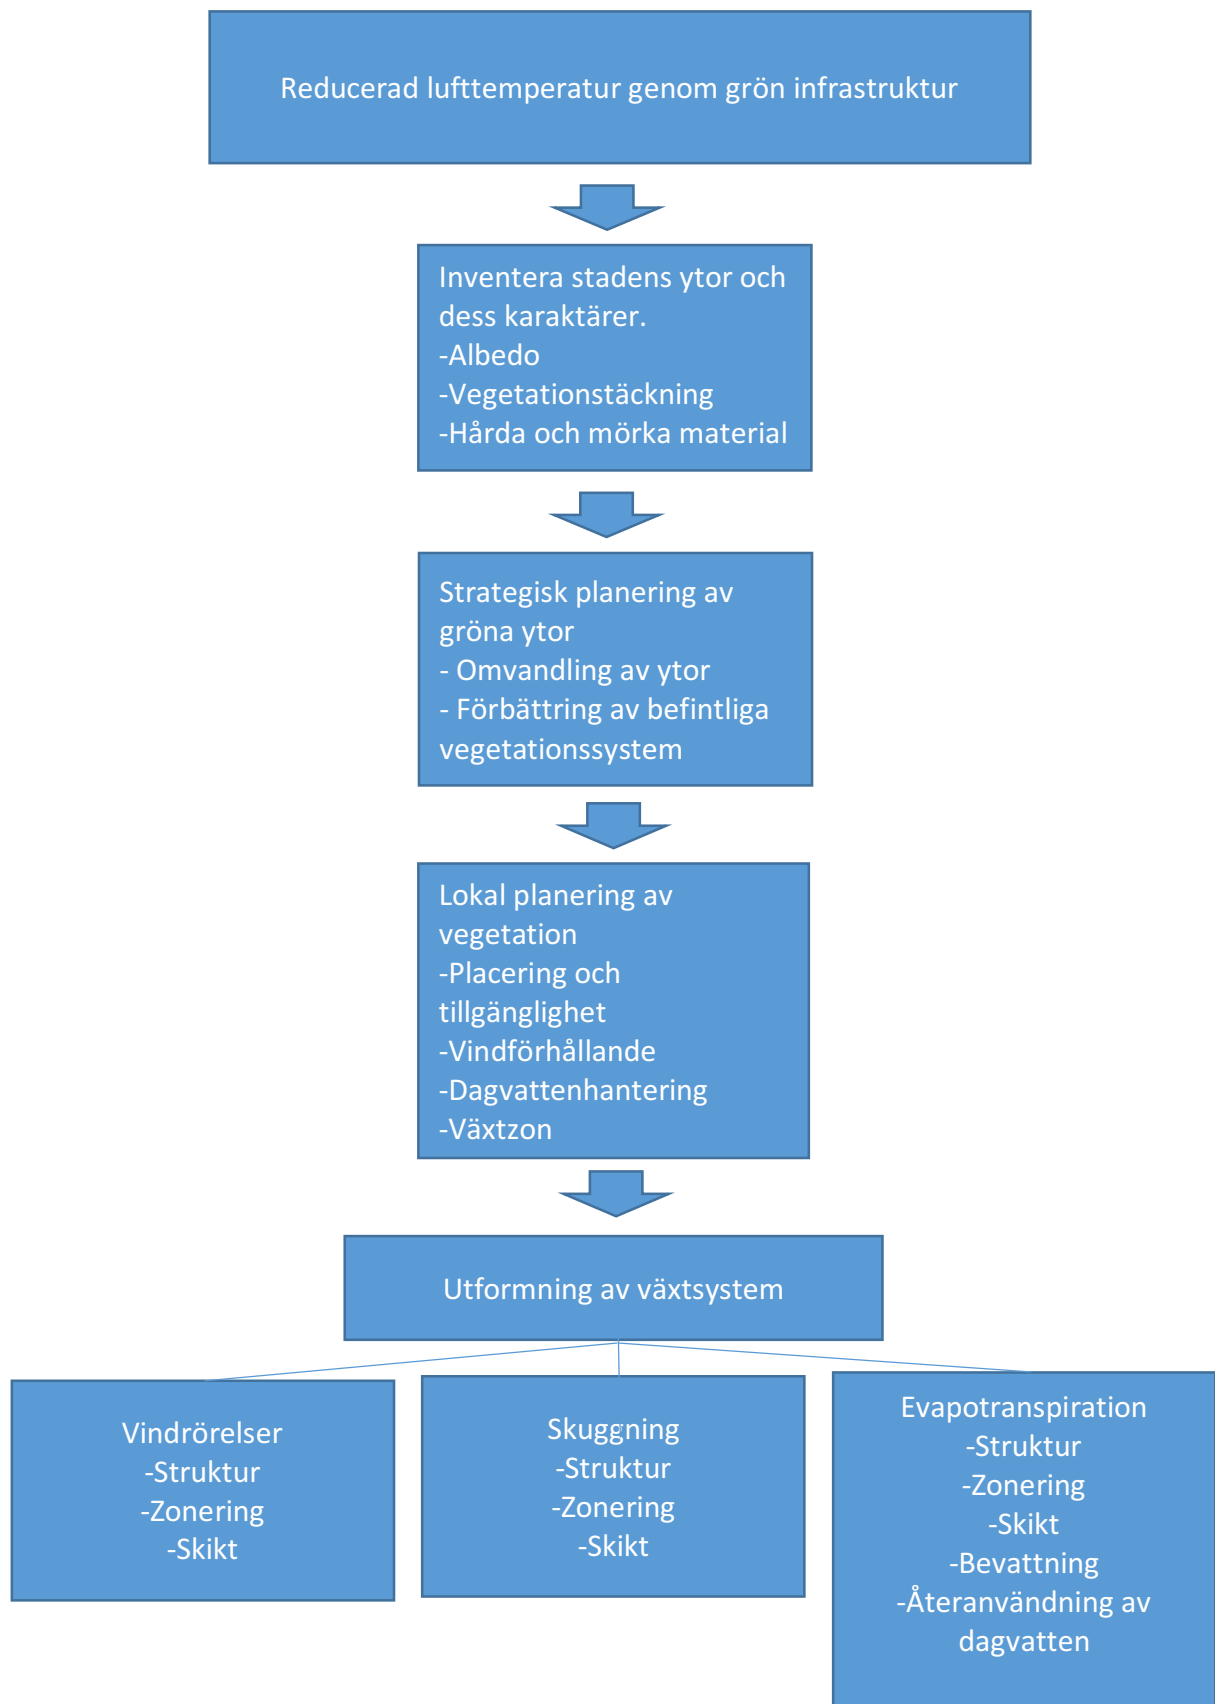 Reducerad lufttemperatur genom grön infrastruktur
Inventera stadens ytor och
dess karaktärer.
-Albedo
-Vegetationstäckning
-Hårda och mörka material
Strategisk planering av
gröna ytor
- Omvandling av ytor
- Förbättring av befintliga
vegetationssystem
Lokal planering av
vegetation
-Placering och
tillgänglighet
-Vindförhållande
-Dagvattenhantering
-Växtzon
Utformning av växtsystem
Vindrörelser
-Struktur
-Zonering
-Skikt
Skuggning
-Struktur
-Zonering
-Skikt
Evapotranspiration
-Struktur
-Zonering
-Skikt
-Bevattning
-Återanvändning av
dagvatten